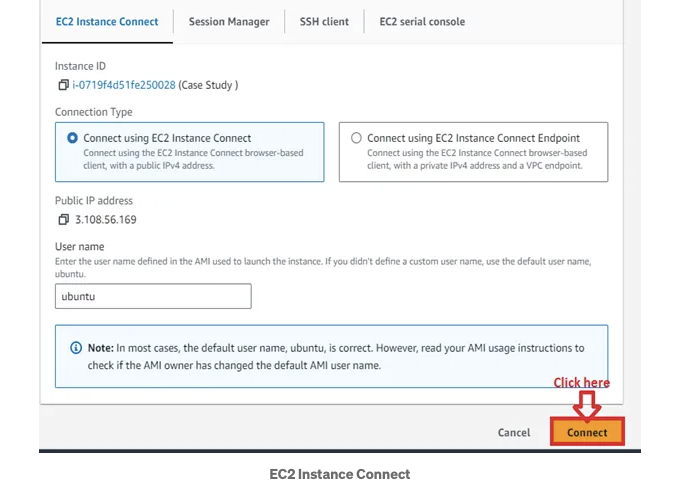 EC2 Instance Connect
Session Manager
SSH client
EC2 serial console
Instance ID
i-0719f4d51fe250028 (Case Study )
Connection Type
Connect using EC2 Instance Connect
Connect using the EC2 Instance Connect browser-based
client, with a public IPv4 address.
Connect using EC2 Instance Connect Endpoint
Connect using the EC2 Instance Connect browser-based
client, with a private IPv4 address and a VPC endpoint.
Public IP address
3.108.56.169
User name
Enter the user name defined in the AMI used to launch the instance. If you didn't define a custom user name, use the default user name,
ubuntu.
ubuntu
Note: In most cases, the default user name, ubuntu, is correct. However, read your AMI usage instructions to
check if the AMI owner has changed the default AMI user name.
Click here
Cancel
Connect
EC2 Instance Connect